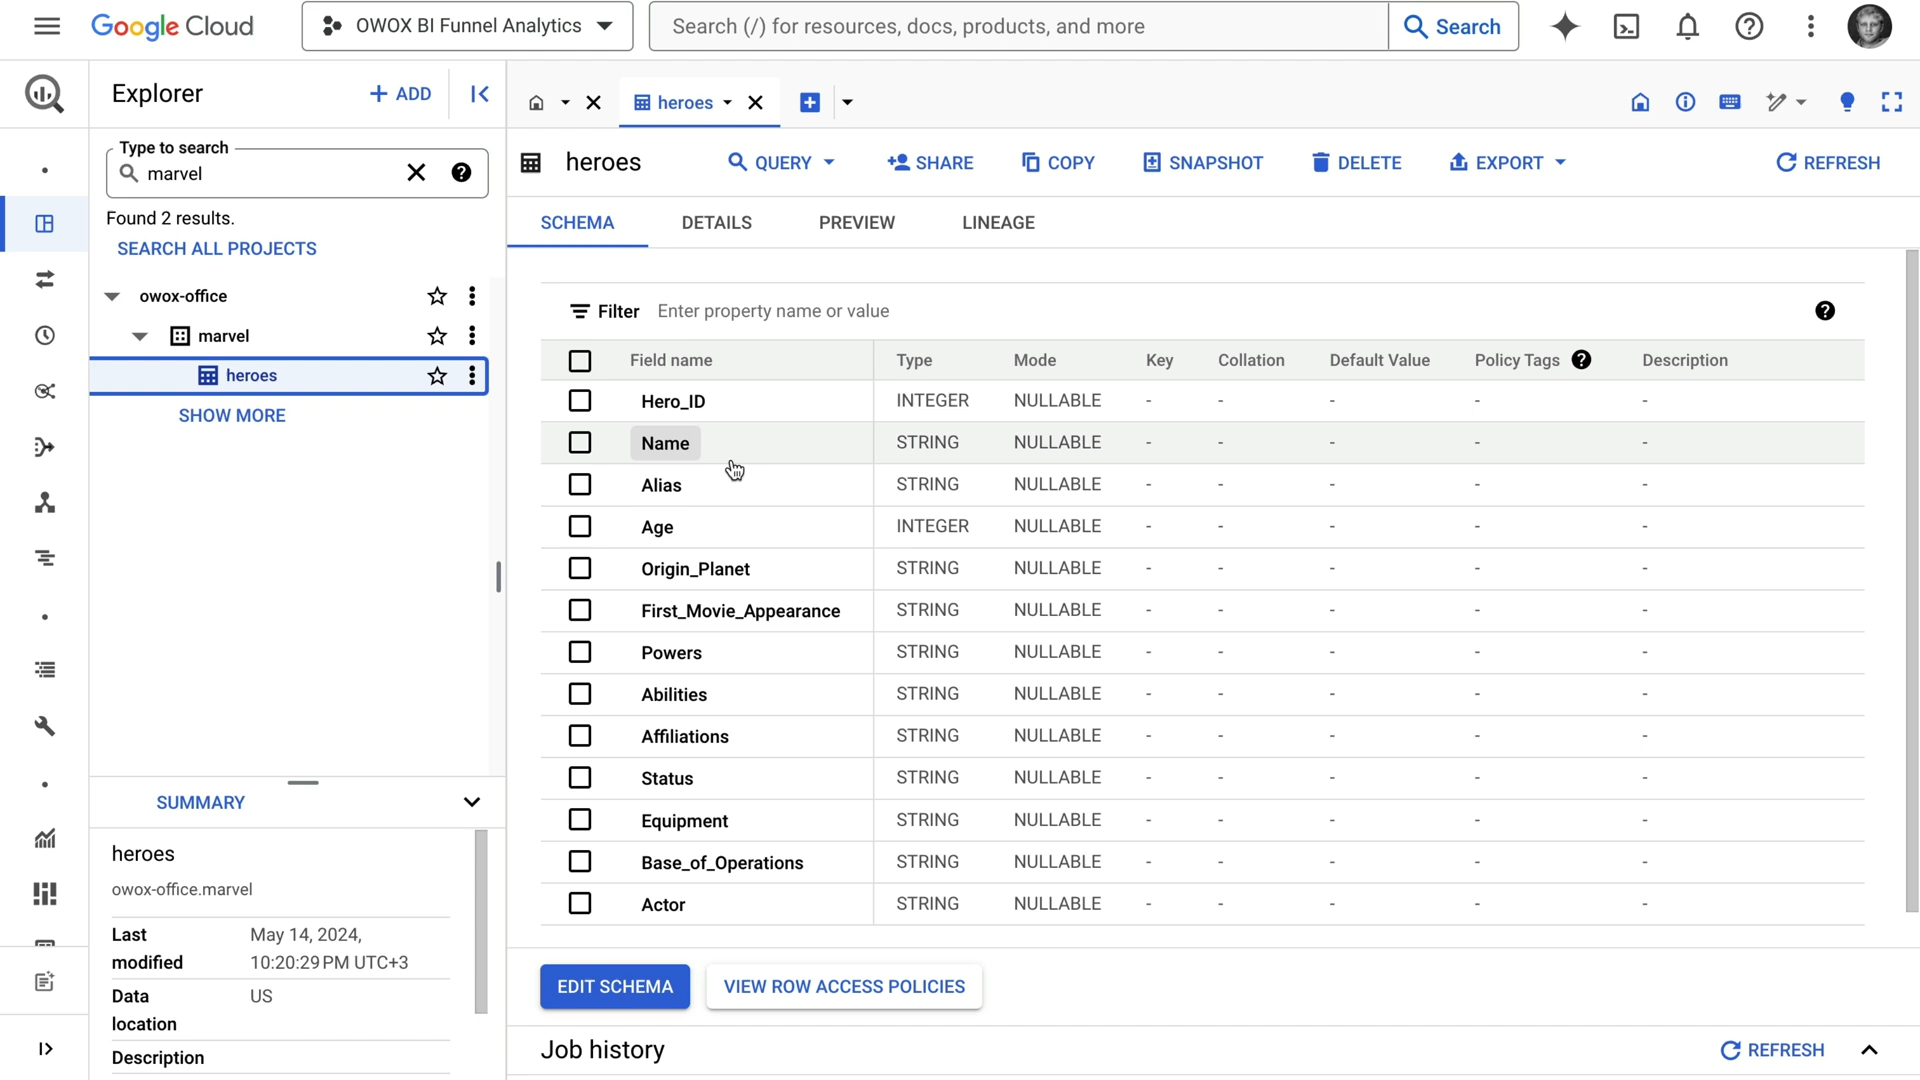 Google Cloud
OWOX BI Funnel Analytics
Search (/) for resources, docs, products, and more
Search
Explorer
+ ADD
heroes
Type to search
marvel
Found 2 results.
SEARCH ALL PROJECTS
owox-office
marvel
heroes
SHOW MORE
SUMMARY
heroes
owox-office.marvel
Last modified May 14, 2024, 10:20:29 PM UTC+3
Data location US
Description
heroes
QUERY
SHARE
COPY
SNAPSHOT
DELETE
EXPORT
REFRESH
SCHEMA
DETAILS
PREVIEW
LINEAGE
Filter Enter property name or value
Field name Type Mode Key Collation Default Value Policy Tags Description
Hero_ID INTEGER NULLABLE - - - - -
Name STRING NULLABLE - - - - -
Alias STRING NULLABLE - - - - -
Age INTEGER NULLABLE - - - - -
Origin_Planet STRING NULLABLE - - - - -
First_Movie_Appearance STRING NULLABLE - - - - -
Powers STRING NULLABLE - - - - -
Abilities STRING NULLABLE - - - - -
Affiliations STRING NULLABLE - - - - -
Status STRING NULLABLE - - - - -
Equipment STRING NULLABLE - - - - -
Base_of_Operations STRING NULLABLE - - - - -
Actor STRING NULLABLE - - - - -
EDIT SCHEMA
VIEW ROW ACCESS POLICIES
Job history
REFRESH